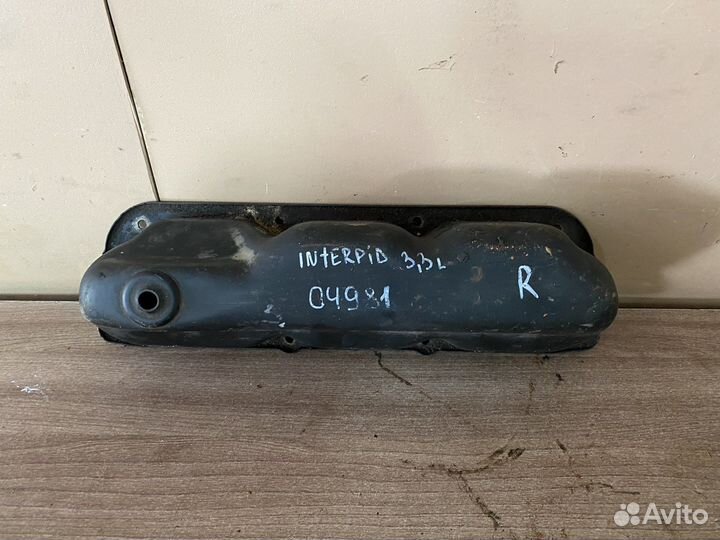 INTERPID 3,3L
04981
R
Avito